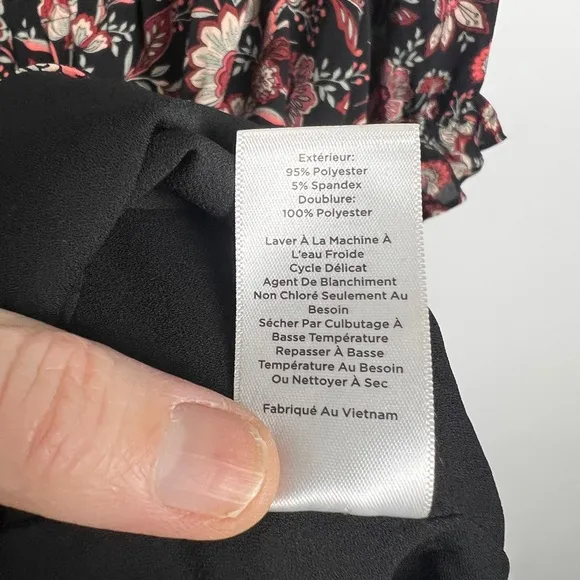 Extérieur:
95% Polyester
5% Spandex
Doublure:
100% Polyester
Laver À La Machine À
L'eau Froide
Cycle Délicat
Agent De Blanchiment
Non Chloré Seulement Au
Besoin
Sécher Par Culbutage À
Basse Température
Repasser À Basse
Température Au Besoin
Ou Nettoyer À Sec
Fabriqué Au Vietnam